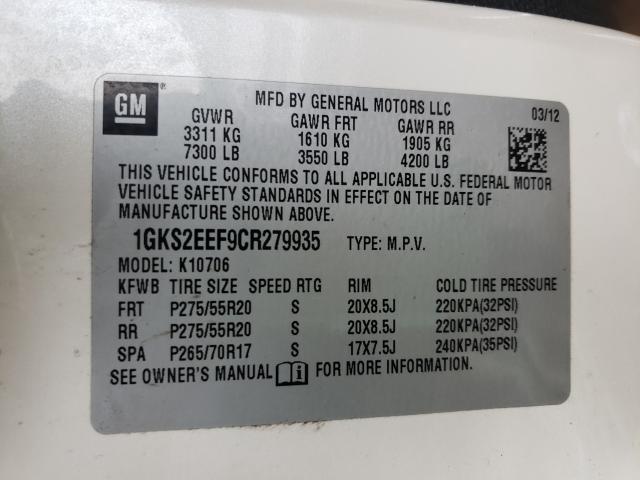 GM
®
MFD BY GENERAL MOTORS LLC
03/12
GVWR GAWR FRT GAWR RR
3311 KG 1610 KG 1905 KG
7300 LB 3550 LB 4200 LB
THIS VEHICLE CONFORMS TO ALL APPLICABLE U.S. FEDERAL MOTOR
VEHICLE SAFETY STANDARDS IN EFFECT ON THE DATE OF
MANUFACTURE SHOWN ABOVE.
1GKS2EEF9CR279935 TYPE: M.P.V.
MODEL: K10706
KFWB TIRE SIZE SPEED RTG RIM COLD TIRE PRESSURE
FRT P275/55R20 S 20X8.5J 220KPA(32PSI)
RR P275/55R20 S 20X8.5J 220KPA(32PSI)
SPA P265/70R17 S 17X7.5J 240KPA(35PSI)
SEE OWNER'S MANUAL FOR MORE INFORMATION.